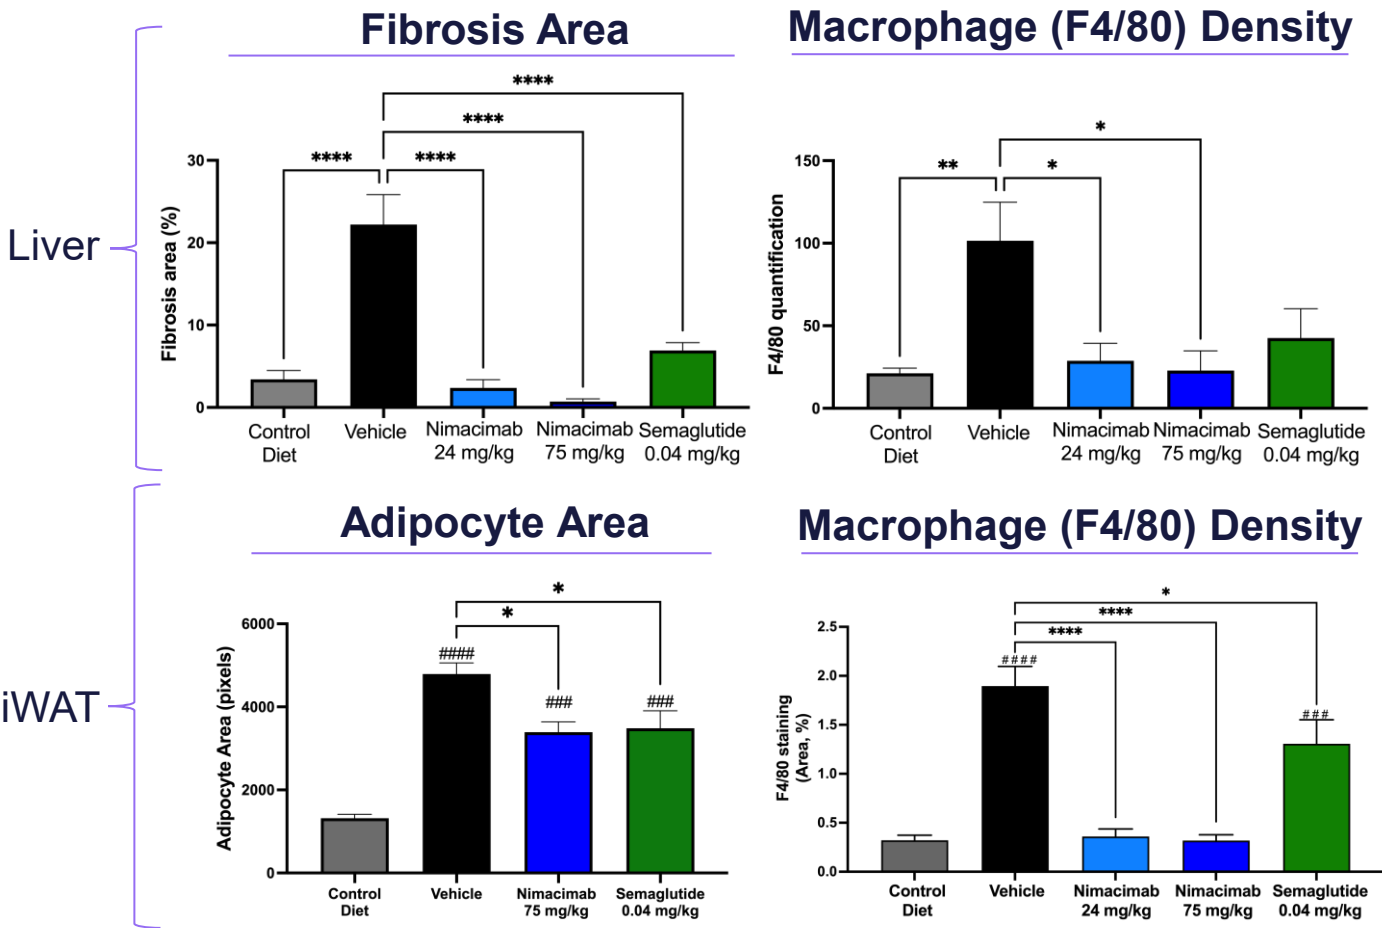 Fibrosis Area
Macrophage (F4/80) Density
Liver
****
****
****
****
30
20
10
0
Fibrosis area (%)
Control Diet
Vehicle
Nimacimab 24 mg/kg
Nimacimab 75 mg/kg
Semaglutide 0.04 mg/kg
*
**
*
150
100
50
0
F4/80 quantification
Control Diet
Vehicle
Nimacimab 24 mg/kg
Nimacimab 75 mg/kg
Semaglutide 0.04 mg/kg
iWAT
Adipocyte Area
Macrophage (F4/80) Density
*
*
####
###
###
6000
4000
2000
0
Adipocyte Area (pixels)
Control Diet
Vehicle
Nimacimab 75 mg/kg
Semaglutide 0.04 mg/kg
*
****
****
####
###
2.5
2.0
1.5
1.0
0.5
0.0
F4/80 staining
(Area, %)
Control Diet
Vehicle
Nimacimab 24 mg/kg
Nimacimab 75 mg/kg
Semaglutide 0.04 mg/kg